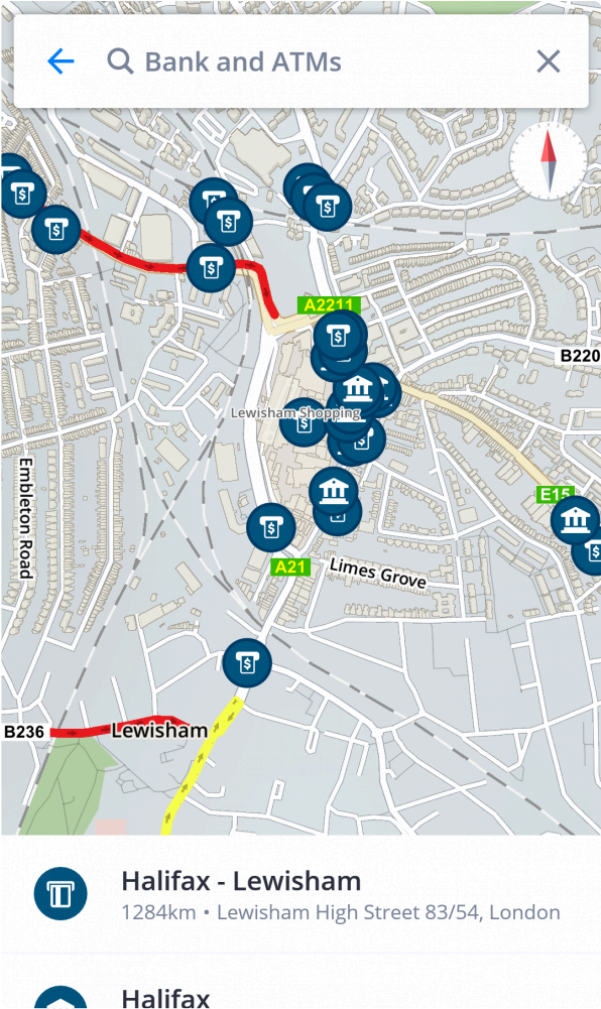 Bank and ATMs
A2211
B220
Lewisham Shopping
Embleton Road
E15
A21
Limes Grove
B236
Lewisham
Halifax - Lewisham
1284km • Lewisham High Street 83/54, London
Halifax